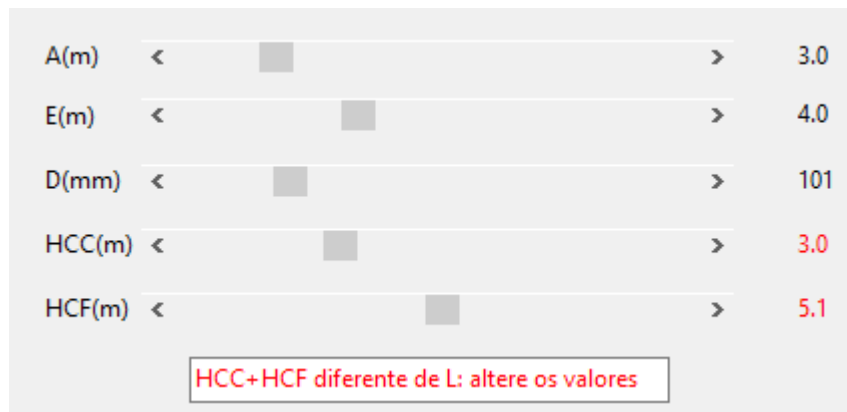 A(m) < > 3.0
E(m) < > 4.0
D(mm) < > 101
HCC(m) < > 3.0
HCF(m) < > 5.1
HCC+HCF diferente de L: altere os valores